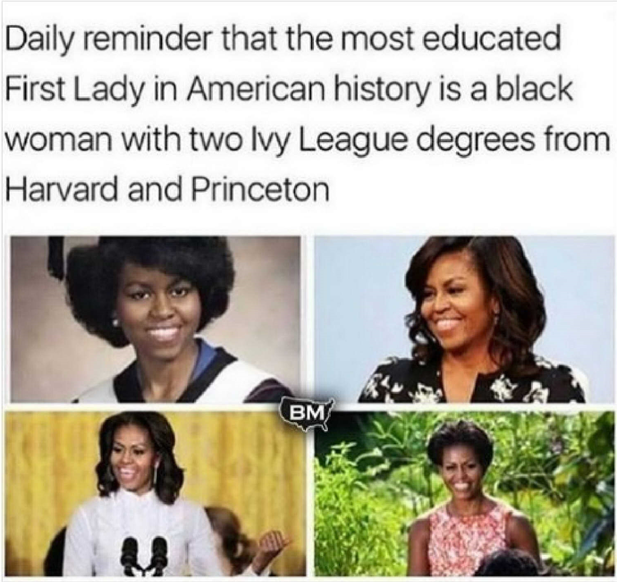 Daily reminder that the most educated
First Lady in American history is a black
woman with two Ivy League degrees from
Harvard and Princeton
BM